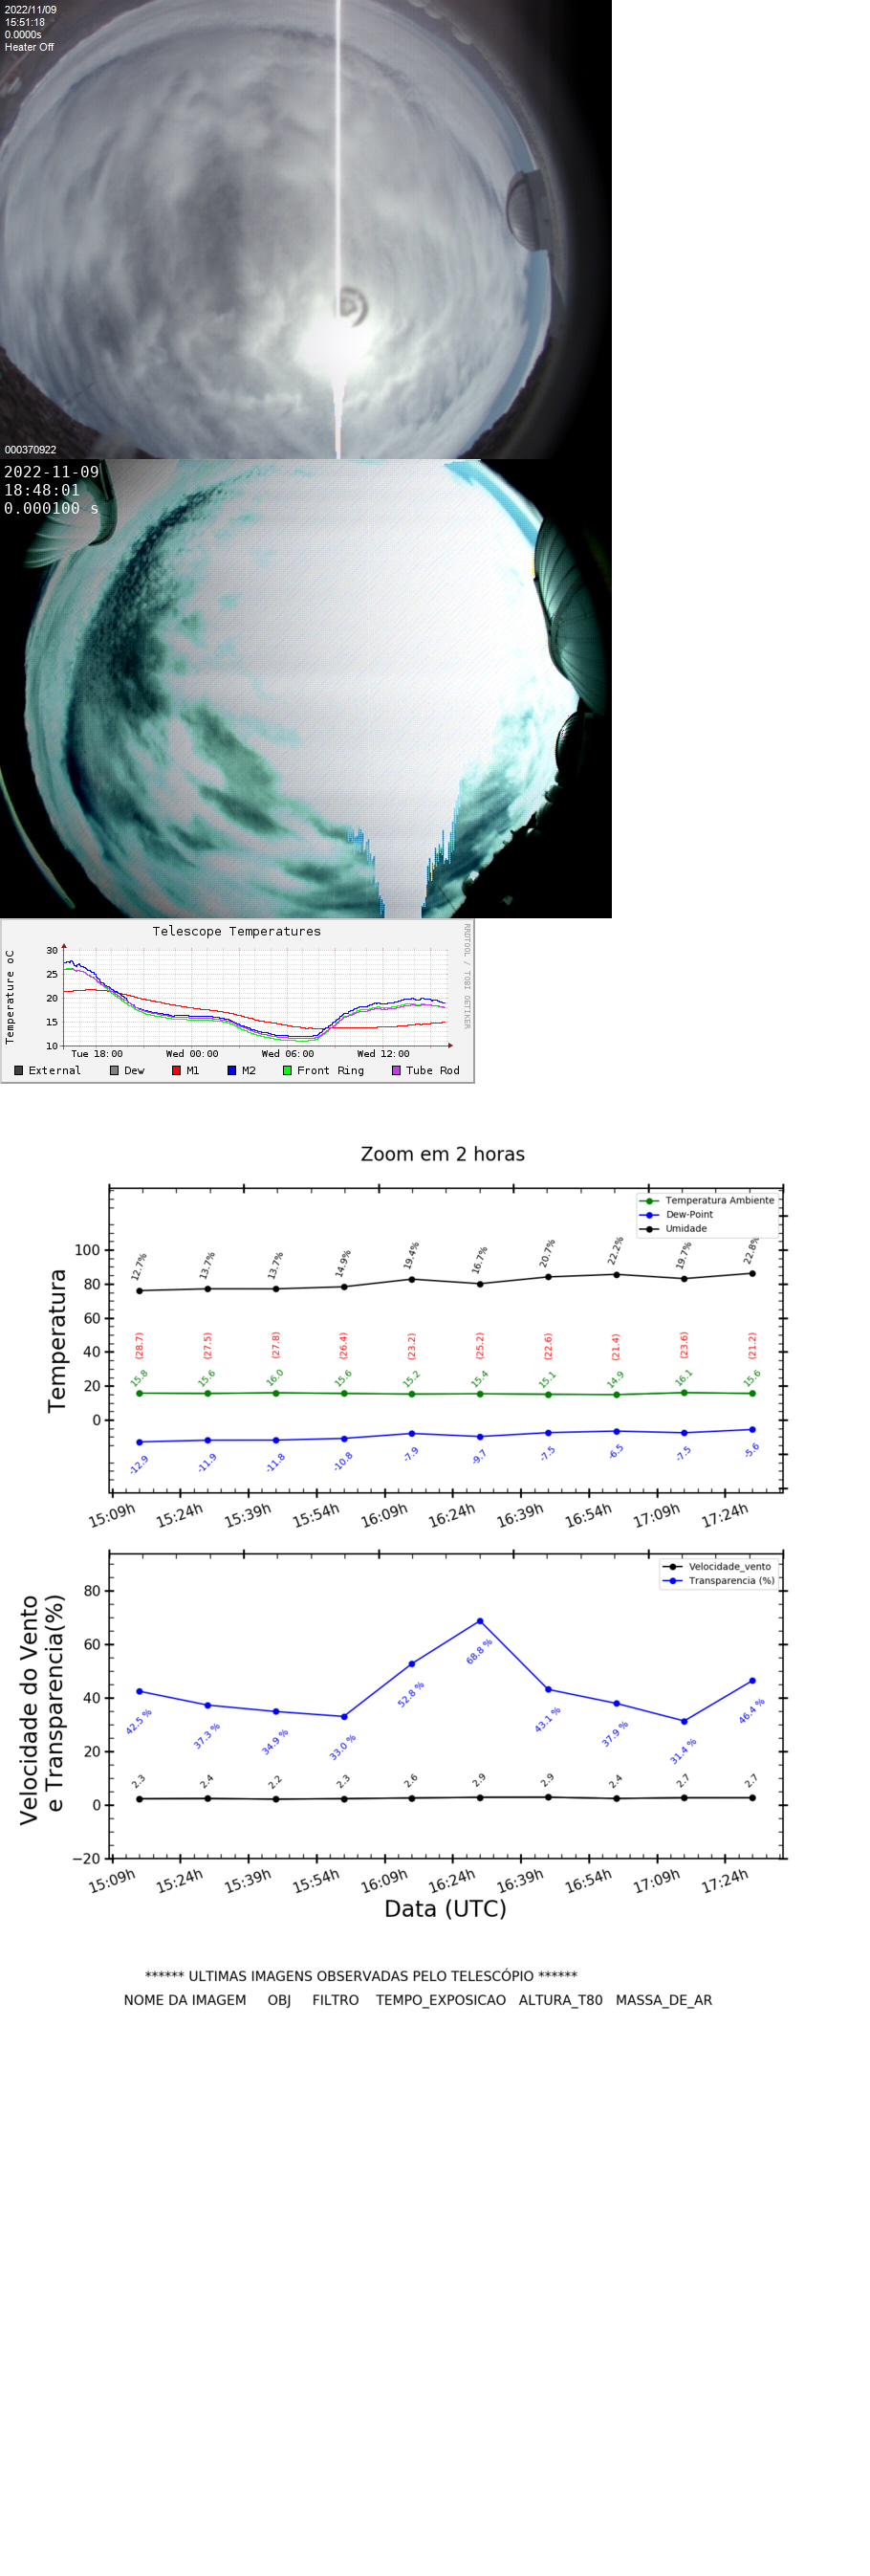 2022/11/09
15:51:18
0.0000s
Heater Off
000370922
2022-11-09
18:48:01
0.000100 s
Telescope Temperatures
RRDTOOL / TOBI OETIKER
Temperature oC
30
25
20
15
10
Tue 18:00 Wed 00:00 Wed 06:00 Wed 12:00
External Dew M1 M2 Front Ring Tube Rod
Zoom em 2 horas
Temperatura Ambiente
Dew-Point
Umidade
Temperatura
100
80
60
40
20
0
12.7% 13.7% 13.7% 14.9% 19.4% 16.7% 20.7% 22.2% 19.7% 22.8%
(28.7) (27.5) (27.8) (26.4) (23.2) (25.2) (22.6) (21.4) (23.6) (21.2)
15.8 15.6 16.0 15.6 15.2 15.4 15.1 14.9 16.1 15.6
-12.9 -11.9 -11.8 -10.8 -7.9 -9.7 -7.5 -6.5 -7.5 -5.6
15:09h 15:24h 15:39h 15:54h 16:09h 16:24h 16:39h 16:54h 17:09h 17:24h
Velocidade_vento
Transparencia (%)
Velocidade do Vento
e Transparencia(%)
80
60
40
20
0
−20
42.5 % 37.3 % 34.9 % 33.0 % 52.8 % 68.8 % 43.1 % 37.9 % 31.4 % 46.4 %
2.3 2.4 2.2 2.3 2.6 2.9 2.9 2.4 2.7 2.7
15:09h 15:24h 15:39h 15:54h 16:09h 16:24h 16:39h 16:54h 17:09h 17:24h
Data (UTC)
****** ULTIMAS IMAGENS OBSERVADAS PELO TELESCÓPIO ******
NOME DA IMAGEM OBJ FILTRO TEMPO_EXPOSICAO ALTURA_T80 MASSA_DE_AR